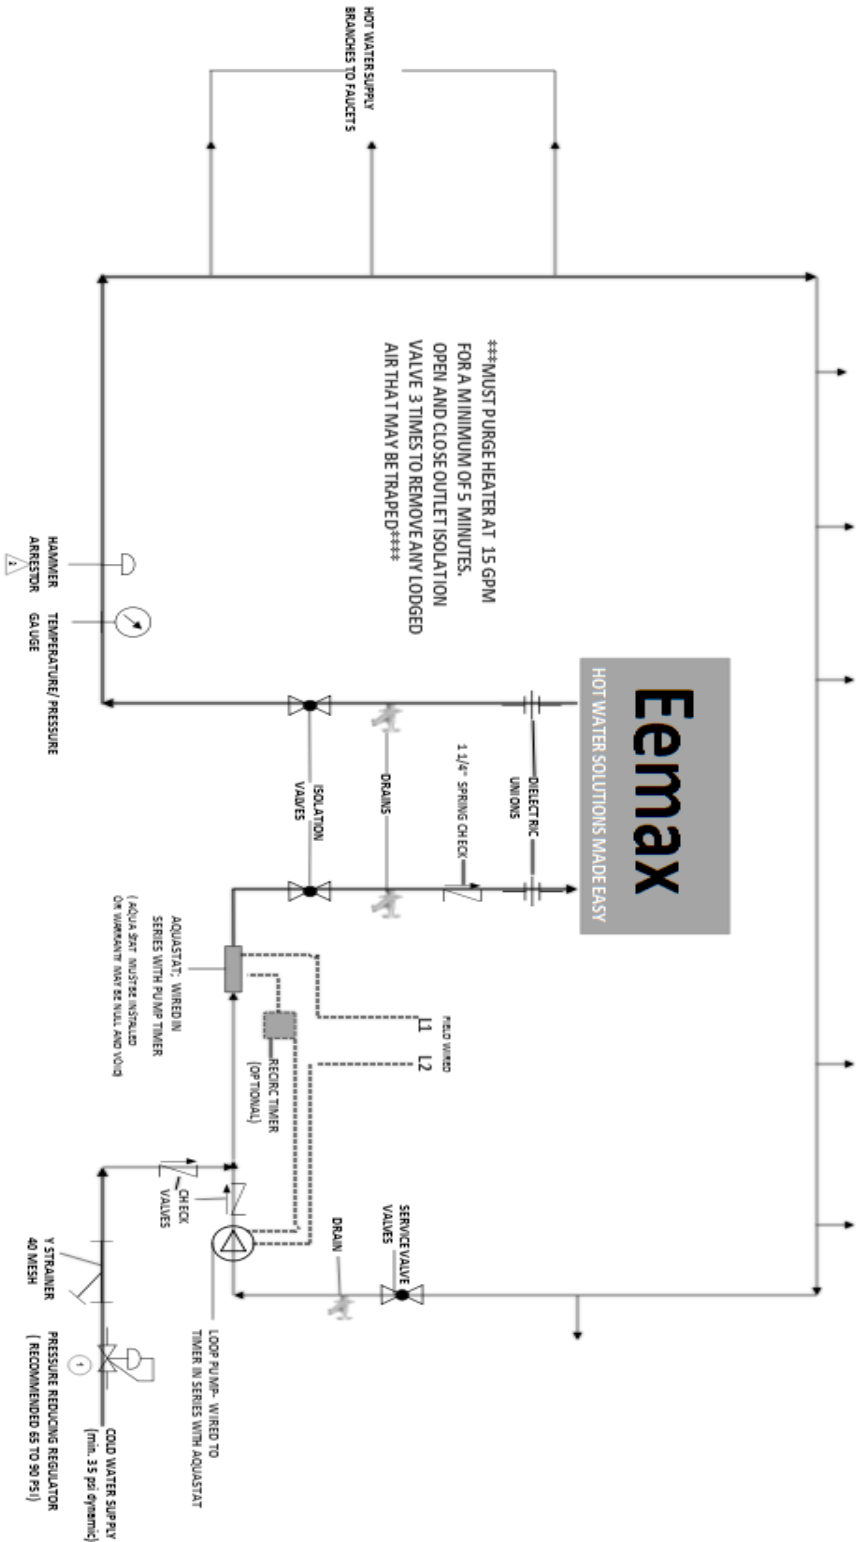 HOT WATER SUPPLY
BRANCHES TO FAUCETS
***MUST PURGE HEATER AT 15 GPM
FOR A MINIMUM OF 5 MINUTES.
OPEN AND CLOSE OUTLET ISOLATION
VALVE 3 TIMES TO REMOVE ANY LODGED
AIR THAT MAY BE TRAPED****
Eemax
HOT WATER SOLUTIONS MADE EASY
HAMMER
ARRESTOR
2
TEMPERATURE/ PRESSURE
GAUGE
DIELECTRIC
UNIONS
1 1/4" SPRING CHECK
DRAINS
ISOLATION
VALVES
AQUASTAT; WIRED IN
SERIES WITH PUMP TIMER
( AQUA STAT MUST BE INSTALLED
OR WARRANTY MAY BE NULL AND VOID)
FIELD WIRED
L1 L2
RECIRC TIMER
(OPTIONAL)
CHECK
VALVES
SERVICE VALVE
VALVES
DRAIN
LOOP PUMP- WIRED TO
TIMER IN SERIES WITH AQUASTAT
Y STRAINER
40 MESH
1
PRESSURE REDUCING REGULATOR
( RECOMMENDED 65 TO 90 PSI)
COLD WATER SUPPLY
(min. 35 psi dynamic)